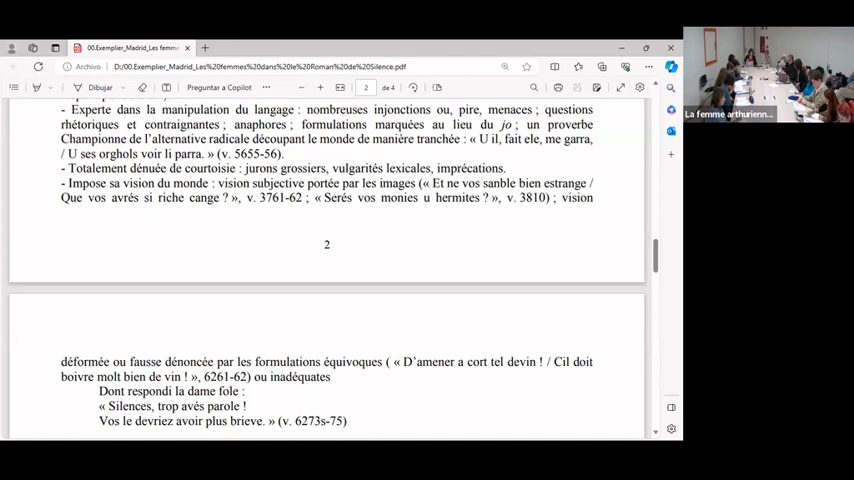 00.Exemplier_Madrid_Les femme
Archivo
D:/00.Exemplier_Madrid_Les%20femmes%20dans%20le%20Roman%20de%20Silence.pdf
Dibujar
Preguntar a Copilot
2
de 4
- Experte dans la manipulation du langage : nombreuses injonctions ou, pire, menaces ; questions
rhétoriques et contraignantes ; anaphores ; formulations marquées au lieu du jo ; un proverbe
Championne de l'alternative radicale découpant le monde de manière tranchée : « U il, fait ele, me garra,
/ U ses orghols voir li parra. » (v. 5655-56).
- Totalement dénuée de courtoisie : jurons grossiers, vulgarités lexicales, imprécations.
- Impose sa vision du monde : vision subjective portée par les images (« Et ne vos sanble bien estrange /
Que vos avrés si riche cange ? », v. 3761-62 ; « Serés vos monies u hermites ? », v. 3810) ; vision
2
déformée ou fausse dénoncée par les formulations équivoques ( « D'amener a cort tel devin ! / Cil doit
boivre molt bien de vin ! », 6261-62) ou inadéquates
Dont respondi la dame fole :
« Silences, trop avés parole !
Vos le devriez avoir plus brieve. » (v. 6273s-75)
La femme arthurienn...